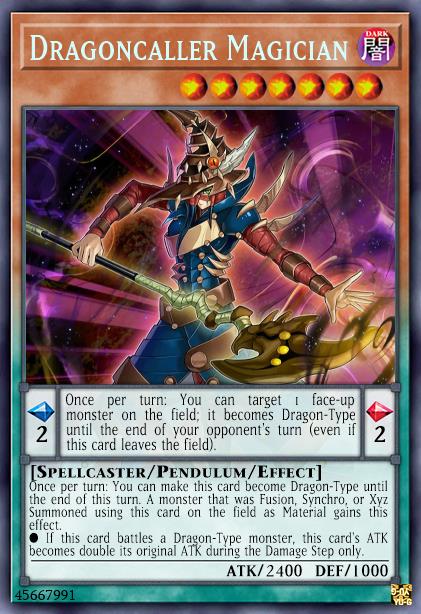 Dragoncaller Magician
DARK
闇
Once per turn: You can target 1 face-up
monster on the field; it becomes Dragon-Type
until the end of your opponent's turn (even if
this card leaves the field).
2
2
[Spellcaster/Pendulum/Effect]
Once per turn: You can make this card become Dragon-Type until
the end of this turn. A monster that was Fusion, Synchro, or Xyz
Summoned using this card on the field as Material gains this
effect.
● If this card battles a Dragon-Type monster, this card's ATK
becomes double its original ATK during the Damage Step only.
ATK/2400 DEF/1000
45667991